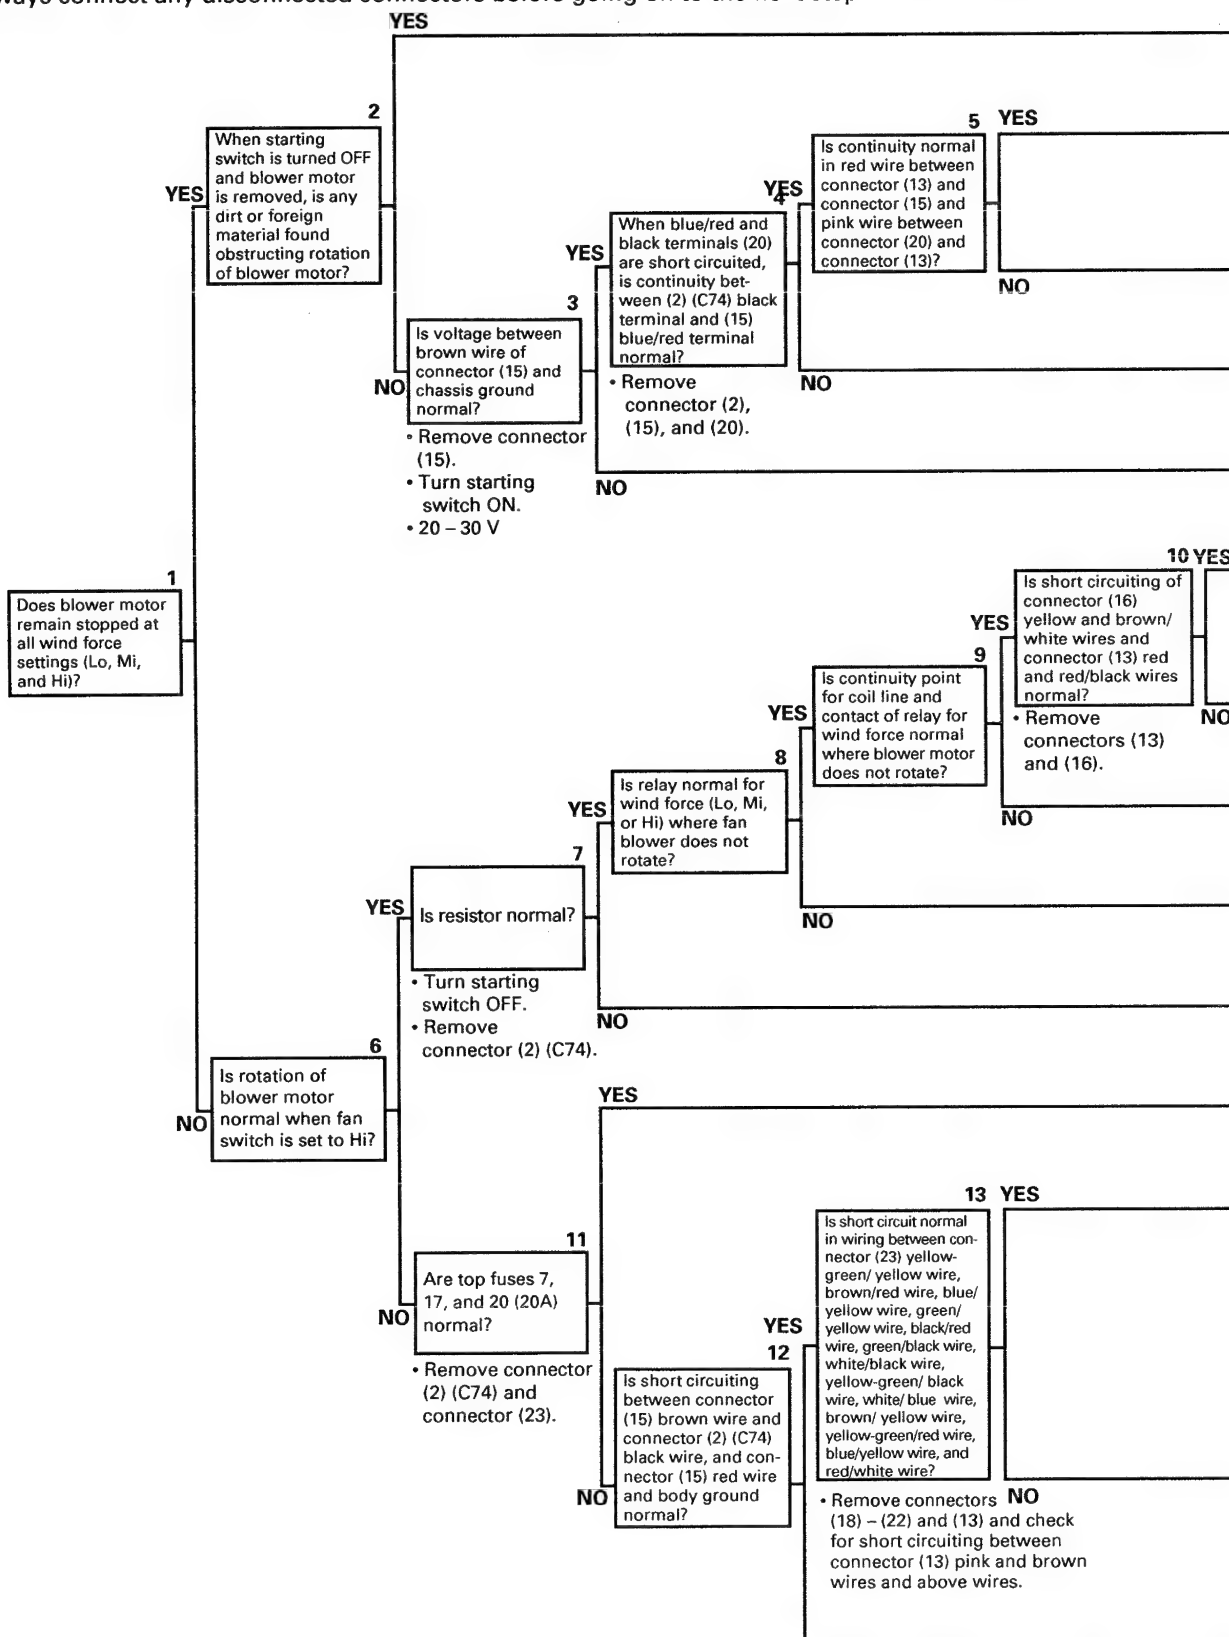 YES
2
When starting
switch is turned OFF
and blower motor
is removed, is any
dirt or foreign
material found
obstructing rotation
of blower motor?
YES
5 YES
Is continuity normal
in red wire between
connector (13) and
connector (15) and
pink wire between
connector (20) and
connector (13)?
NO
YES
4
When blue/red and
black terminals (20)
are short circuited,
is continuity bet-
ween (2) (C74) black
terminal and (15)
blue/red terminal
normal?
YES
NO
• Remove
connector (2),
(15), and (20).
3
Is voltage between
brown wire of
connector (15) and
chassis ground
normal?
NO
• Remove connector
(15).
• Turn starting
switch ON.
• 20 – 30 V
NO
1
Does blower motor
remain stopped at
all wind force
settings (Lo, Mi,
and Hi)?
10 YES
Is short circuiting of
connector (16)
yellow and brown/
white wires and
connector (13) red
and red/black wires
normal?
YES
NO
• Remove
connectors (13)
and (16).
9
Is continuity point
for coil line and
contact of relay for
wind force normal
where blower motor
does not rotate?
YES
NO
8
Is relay normal for
wind force (Lo, Mi,
or Hi) where fan
blower does not
rotate?
YES
NO
7
Is resistor normal?
YES
• Turn starting
switch OFF.
• Remove
connector (2) (C74).
NO
6
Is rotation of
blower motor
normal when fan
switch is set to Hi?
NO
YES
11
Are top fuses 7,
17, and 20 (20A)
normal?
NO
• Remove connector
(2) (C74) and
connector (23).
13 YES
Is short circuit normal
in wiring between con-
nector (23) yellow-
green/ yellow wire,
brown/red wire, blue/
yellow wire, green/
yellow wire, black/red
wire, green/black wire,
white/black wire,
yellow-green/ black
wire, white/ blue wire,
brown/ yellow wire,
yellow-green/red wire,
blue/yellow wire, and
red/white wire?
YES
12
Is short circuiting
between connector
(15) brown wire and
connector (2) (C74)
black wire, and con-
nector (15) red wire
and body ground
normal?
NO
• Remove connectors NO
(18) – (22) and (13) and check
for short circuiting between
connector (13) pink and brown
wires and above wires.